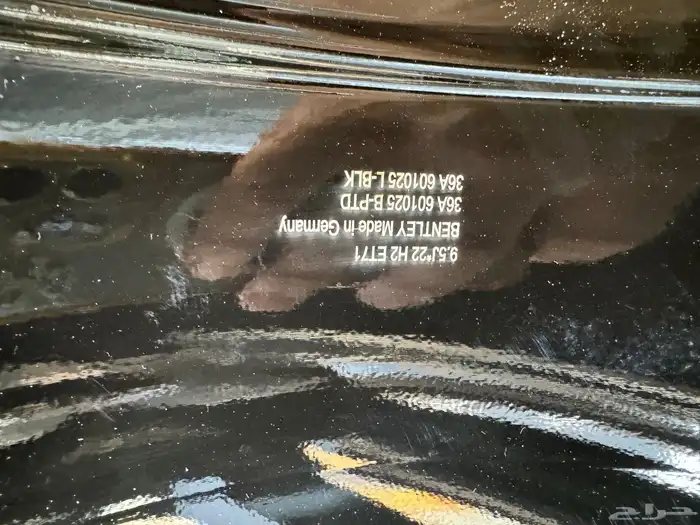 9.5J*22 H2 ET71
BENTLEY Made in Germany
36A 601025 B-PTD
36A 601025 L-BLK
حراج